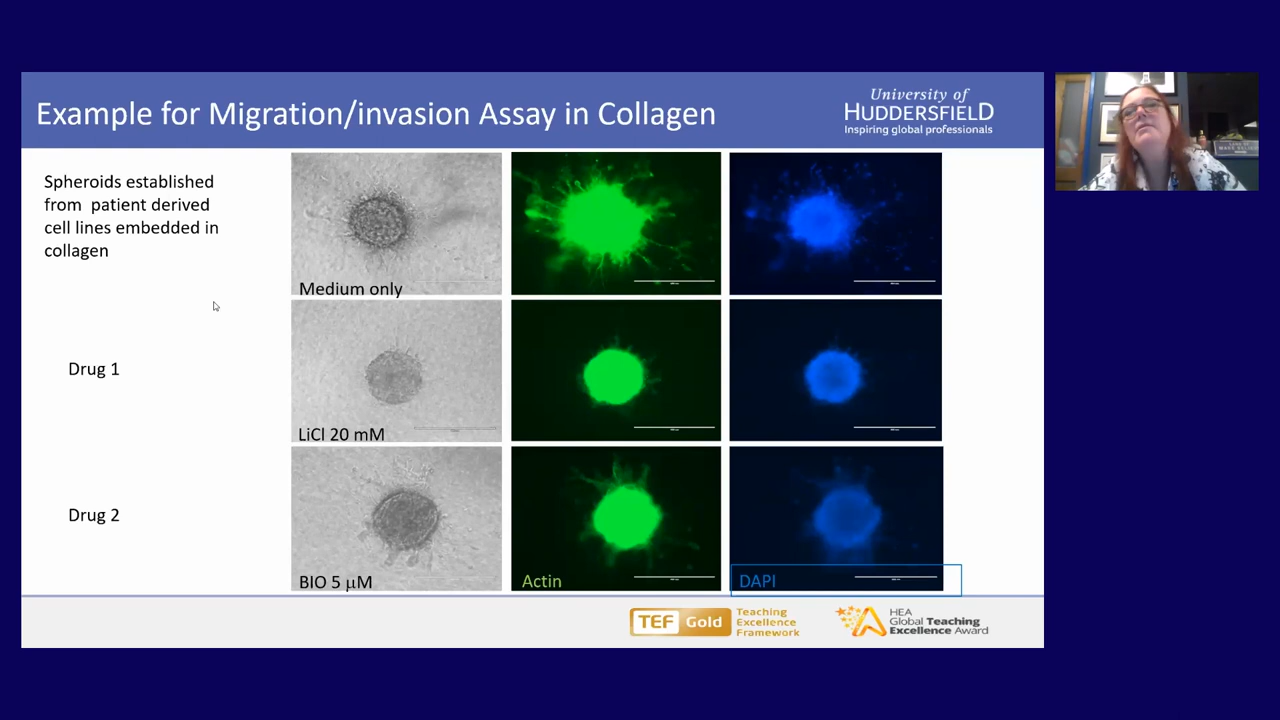 Example for Migration/invasion Assay in Collagen
University of
HUDDERSFIELD
Inspiring global professionals
Spheroids established
from patient derived
cell lines embedded in
collagen
Medium only
Drug 1
LiCl 20 mM
Drug 2
BIO 5 µM
Actin
DAPI
TEF Gold
Teaching
Excellence
Framework
HEA
Global Teaching
Excellence Award